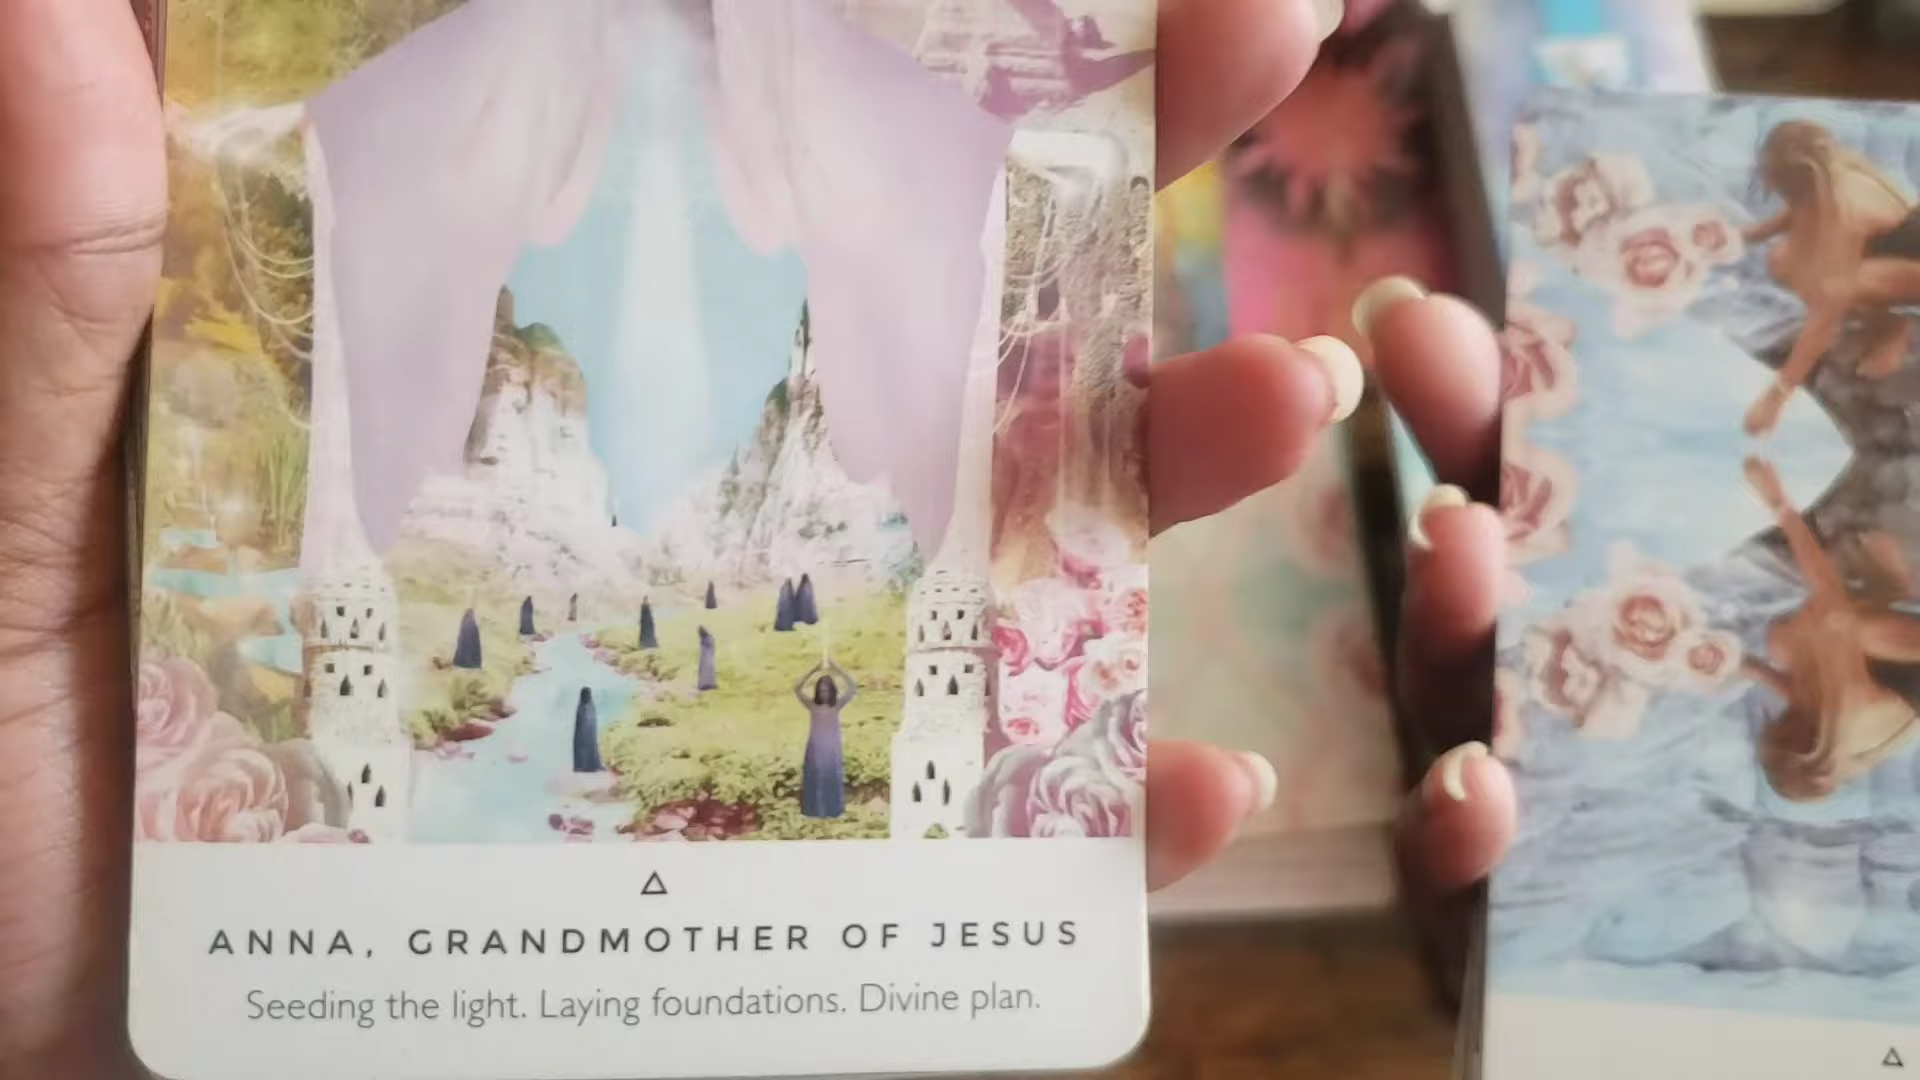 ANNA, GRANDMOTHER OF JESUS
Seeding the light. Laying foundations. Divine plan.